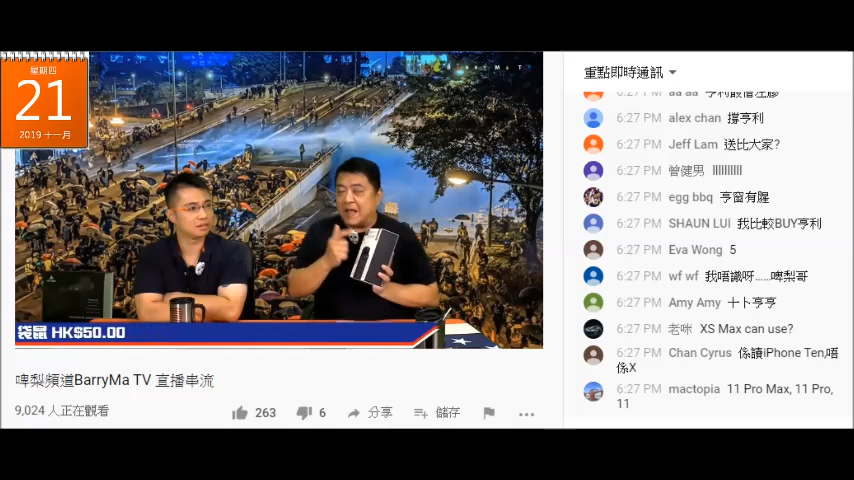 星期四
21
2019 十一月
BARRY MA TV
袋鼠 HK$50.00
啤梨頻道BarryMa TV 直播串流
9,024 人正在觀看
263
6
分享
儲存
重點即時通訊
6:27 PM aa aa
6:27 PM alex chan 撐亨利
6:27 PM Jeff Lam 送比大家?
6:27 PM 曾健男 llllllllll
6:27 PM egg bbq 亨窗有腥
6:27 PM SHAUN LUI 我比較BUY亨利
6:27 PM Eva Wong 5
6:27 PM wf wf 我唔識呀......啤梨哥
6:27 PM Amy Amy 十卜亨亨
6:27 PM 老咪 XS Max can use?
6:27 PM Chan Cyrus 係讀iPhone Ten,唔
係X
6:27 PM mactopia 11 Pro Max, 11 Pro,
11